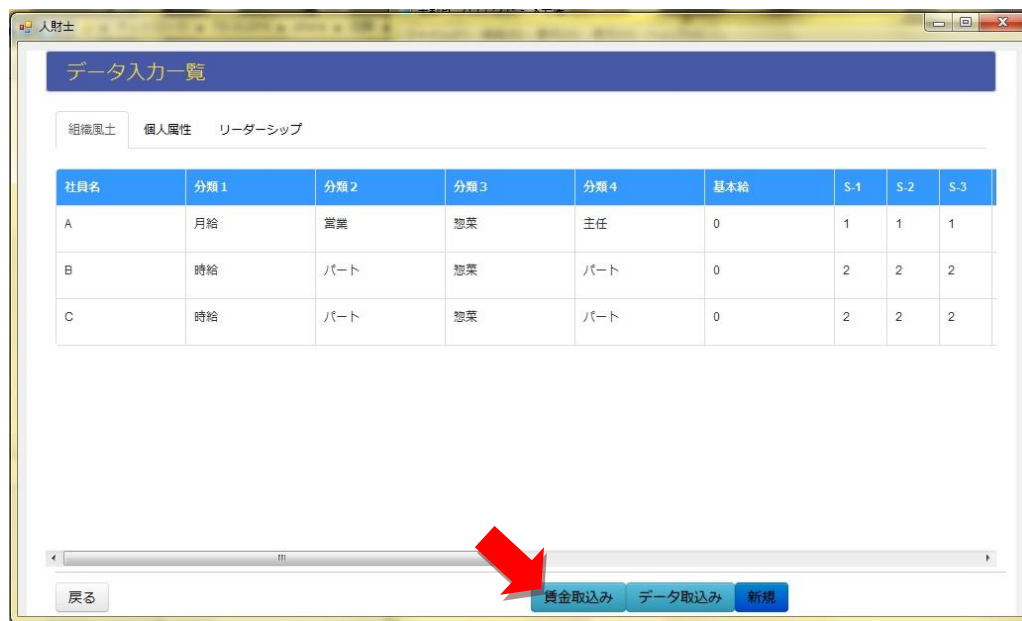 人財士
データ入力一覧
組織風土 個人属性 リーダーシップ
社員名 分類1 分類2 分類3 分類4 基本給 S-1 S-2 S-3
A 月給 営業 惣菜 主任 0 1 1 1
B 時給 パート 惣菜 パート 0 2 2 2
C 時給 パート 惣菜 パート 0 2 2 2
戻る 賃金取込み データ取込み 新規